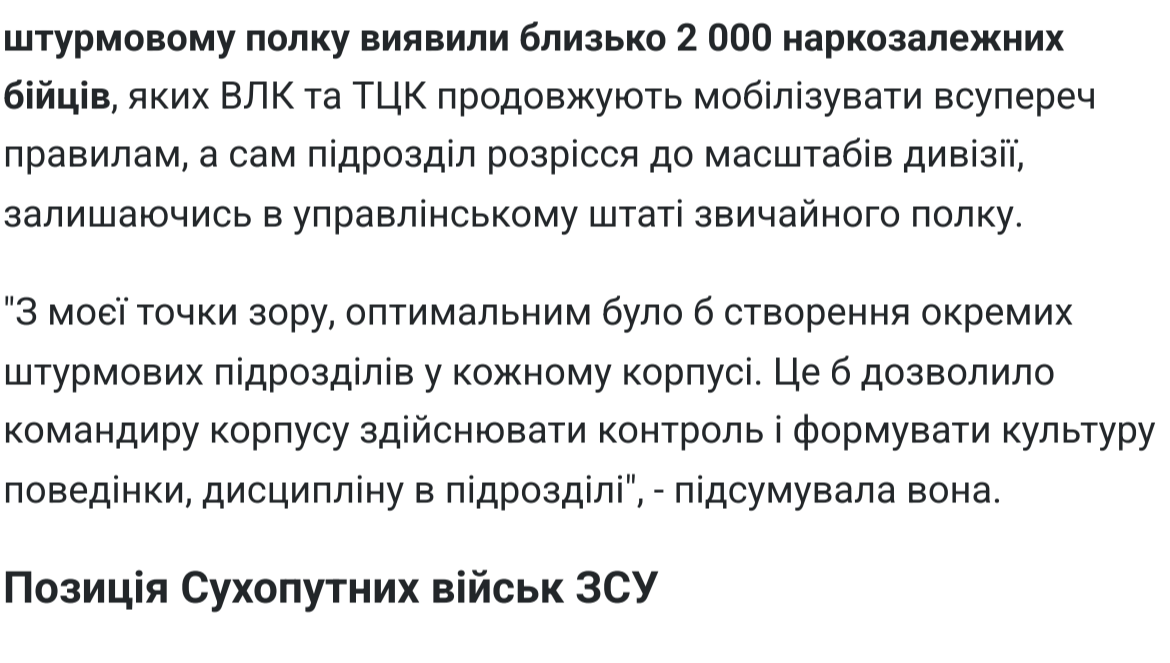 штурмовому полку виявили близько 2 000 наркозалежних
бійців, яких ВЛК та ТЦК продовжують мобілізувати всупереч
правилам, а сам підрозділ розрісся до масштабів дивізії,
залишаючись в управлінському штаті звичайного полку.
"З моєї точки зору, оптимальним було б створення окремих
штурмових підрозділів у кожному корпусі. Це б дозволило
командиру корпусу здійснювати контроль і формувати культуру
поведінки, дисципліну в підрозділі", - підсумувала вона.
Позиція Сухопутних військ ЗСУ